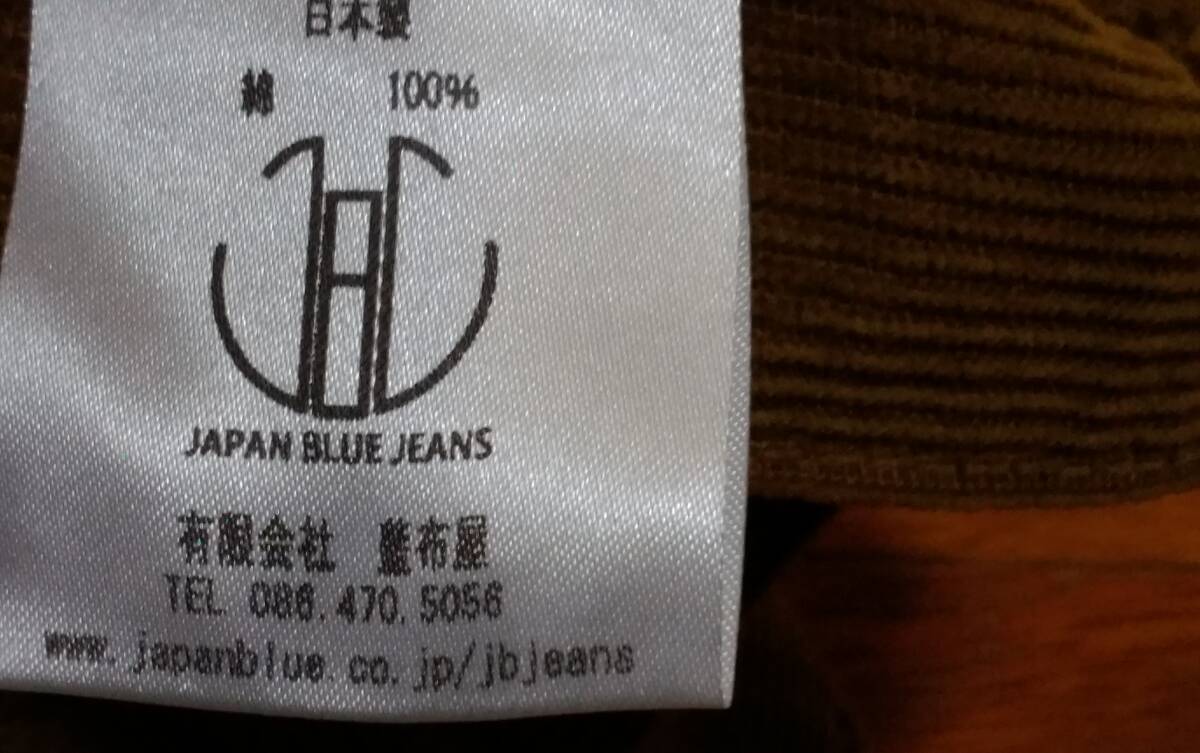 日本製
綿 100%
JAPAN BLUE JEANS
有限会社 藍布屋
TEL 086.470.5056
www.japanblue.co.jp/jbjeans